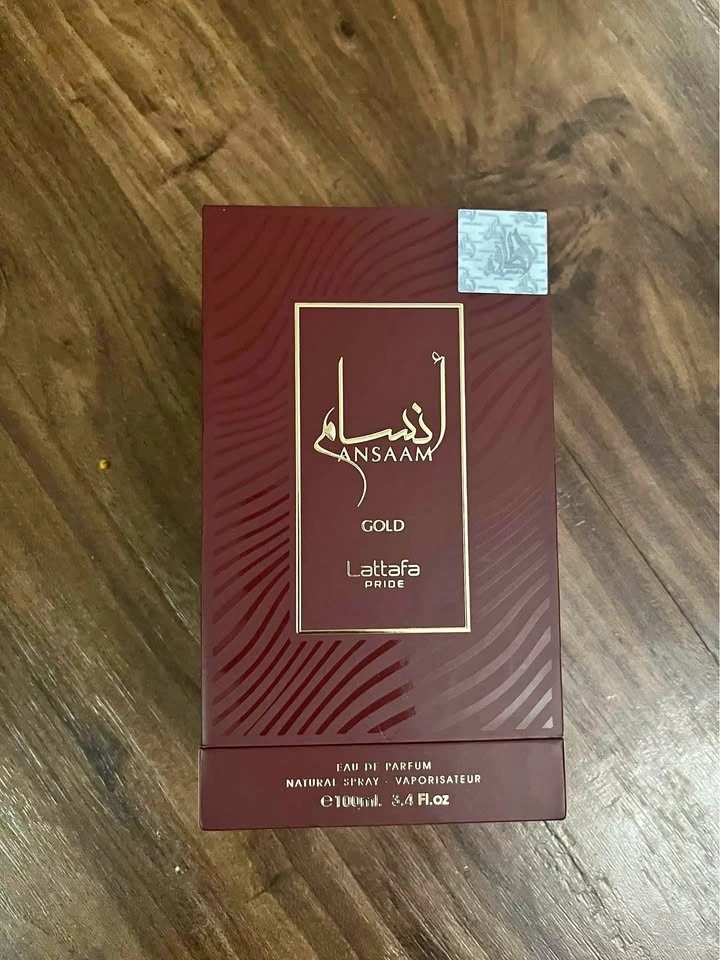 أنسام
ANSAAM
GOLD
Lattafa
PRIDE
EAU DE PARFUM
NATURAL SPRAY - VAPORISATEUR
℮100ml. 3.4 Fl.oz